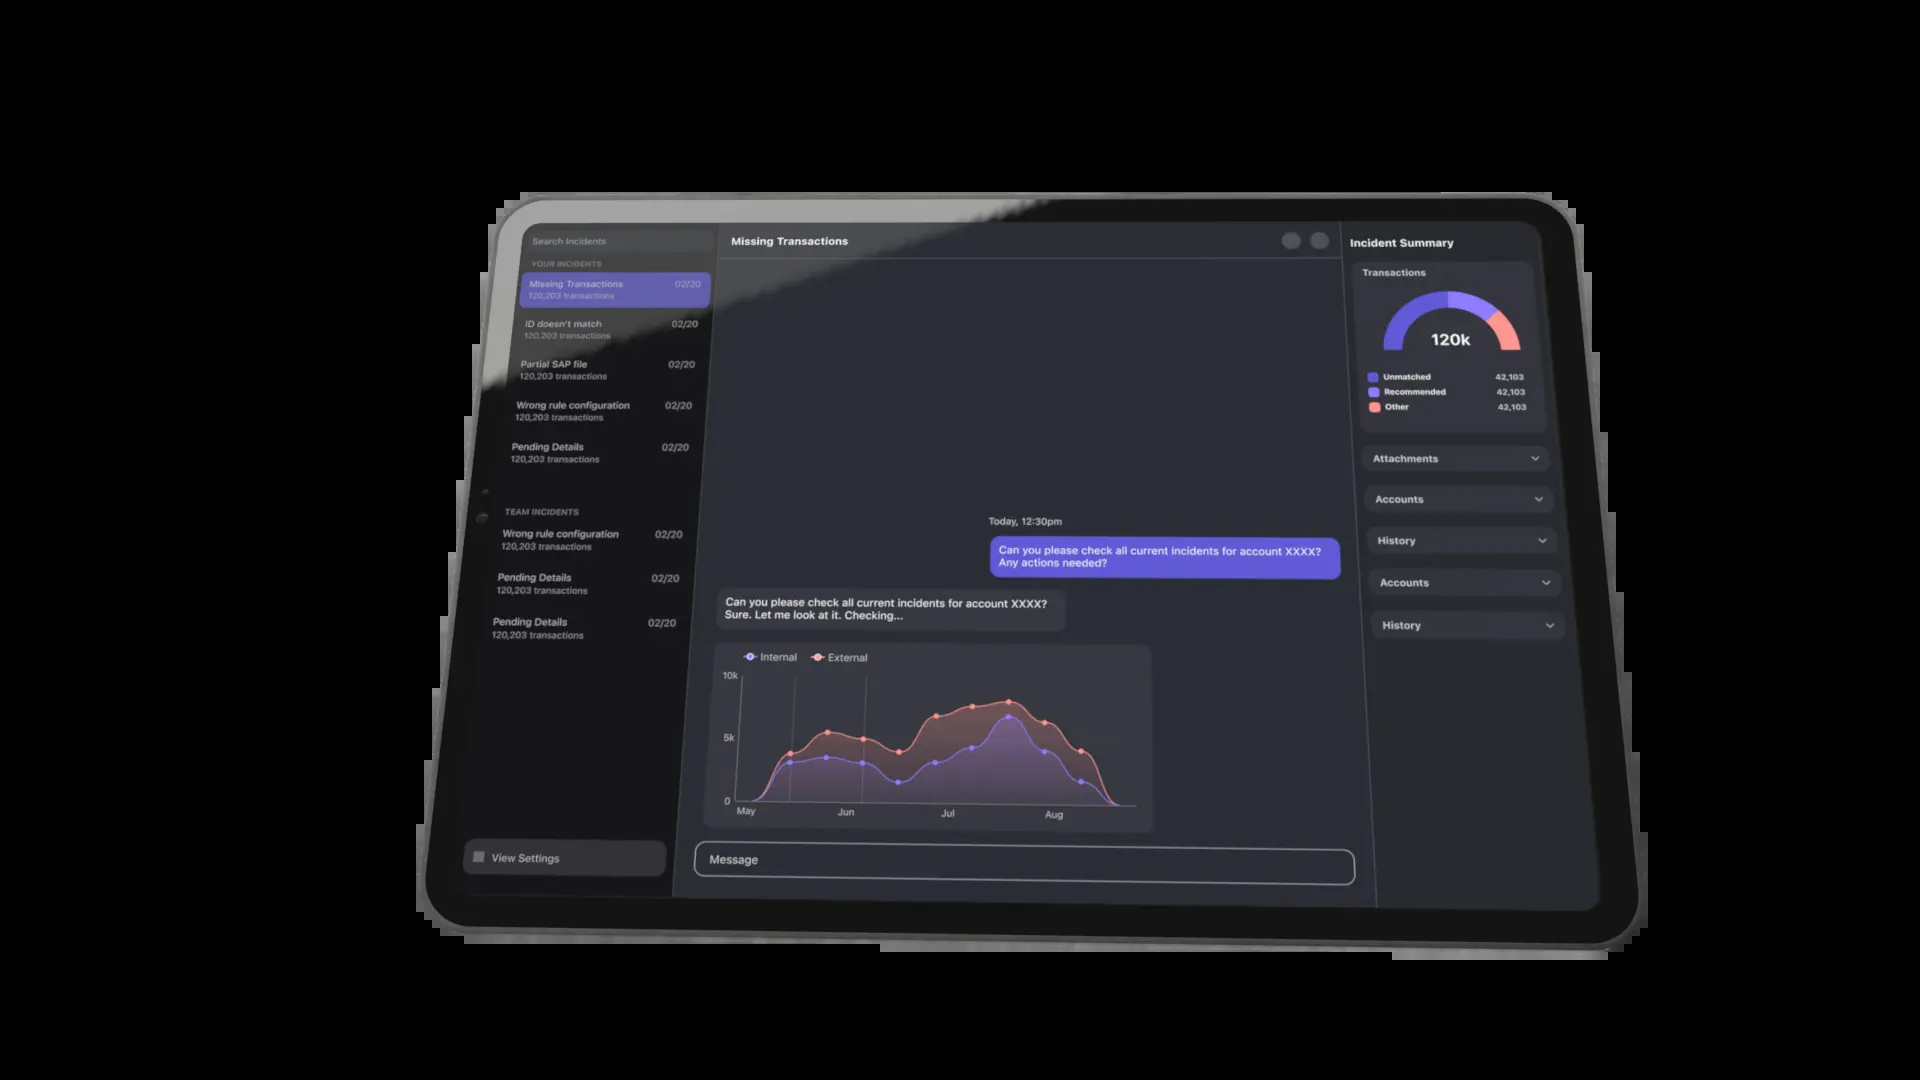 Search Incidents
YOUR INCIDENTS
Missing Transactions 02/20
120,203 transactions
ID doesn't match 02/20
120,203 transactions
Partial SAP file 02/20
120,203 transactions
Wrong rule configuration 02/20
120,203 transactions
Pending Details 02/20
120,203 transactions
TEAM INCIDENTS
Wrong rule configuration 02/20
120,203 transactions
Pending Details 02/20
120,203 transactions
Pending Details 02/20
120,203 transactions
View Settings
Missing Transactions
Today, 12:30pm
Can you please check all current incidents for account XXXX?
Any actions needed?
Can you please check all current incidents for account XXXX?
Sure. Let me look at it. Checking...
Internal External
10k
5k
0
May Jun Jul Aug
Message
Incident Summary
Transactions
120k
Unmatched 42,103
Recommended 42,103
Other 42,103
Attachments
Accounts
History
Accounts
History